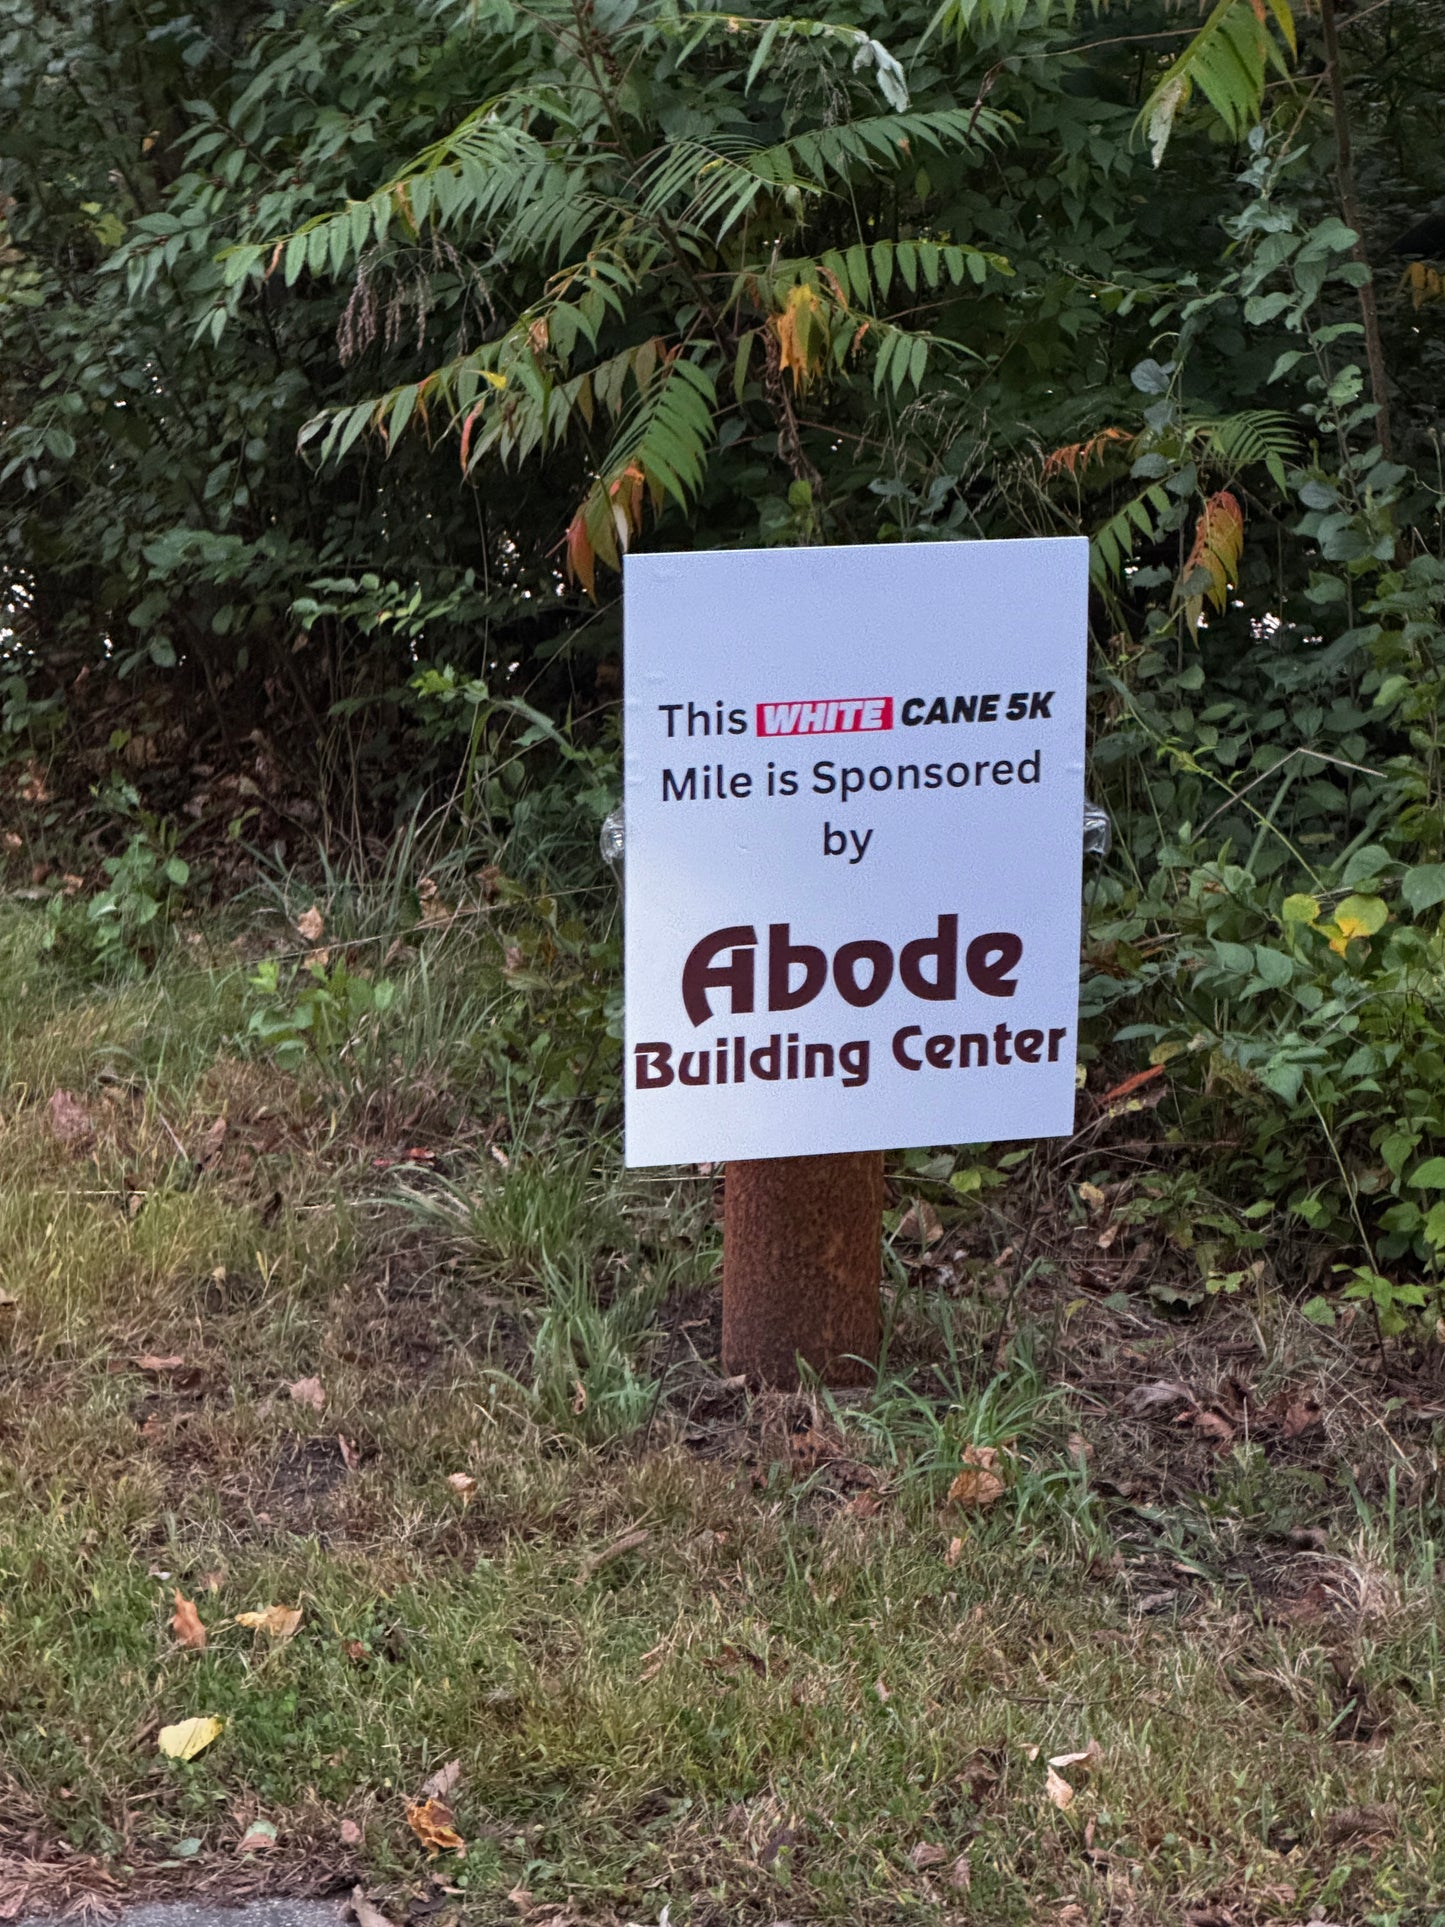 This WHITE CANE 5K
Mile is Sponsored
by
Abode
Building Center